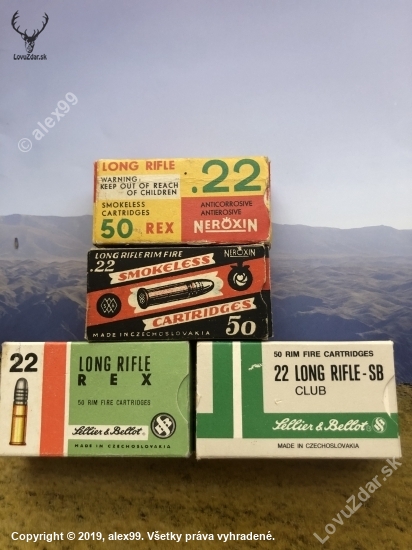 LovuZdar.sk
© alex99
LONG RIFLE
.22
WARNING:
KEEP OUT OF REACH
OF CHILDREN
SMOKELESS
CARTRIDGES
50 REX
ANTICORROSIVE
ANTIEROSIVE
NEROXIN
LONG RIFLE RIM FIRE
NEROXIN
.22
SMOKELESS
CARTRIDGES
50
MADE IN CZECHOSLOVAKIA
22
LONG RIFLE
REX
50 RIM FIRE CARTRIDGES
Sellier & Bellot
MADE IN CZECHOSLOVAKIA
50 RIM FIRE CARTRIDGES
22 LONG RIFLE-SB
CLUB
Sellier & Bellot
MADE IN CZECHOSLOVAKIA
LovuZdar.sk
Copyright © 2019, alex99. Všetky práva vyhradené.